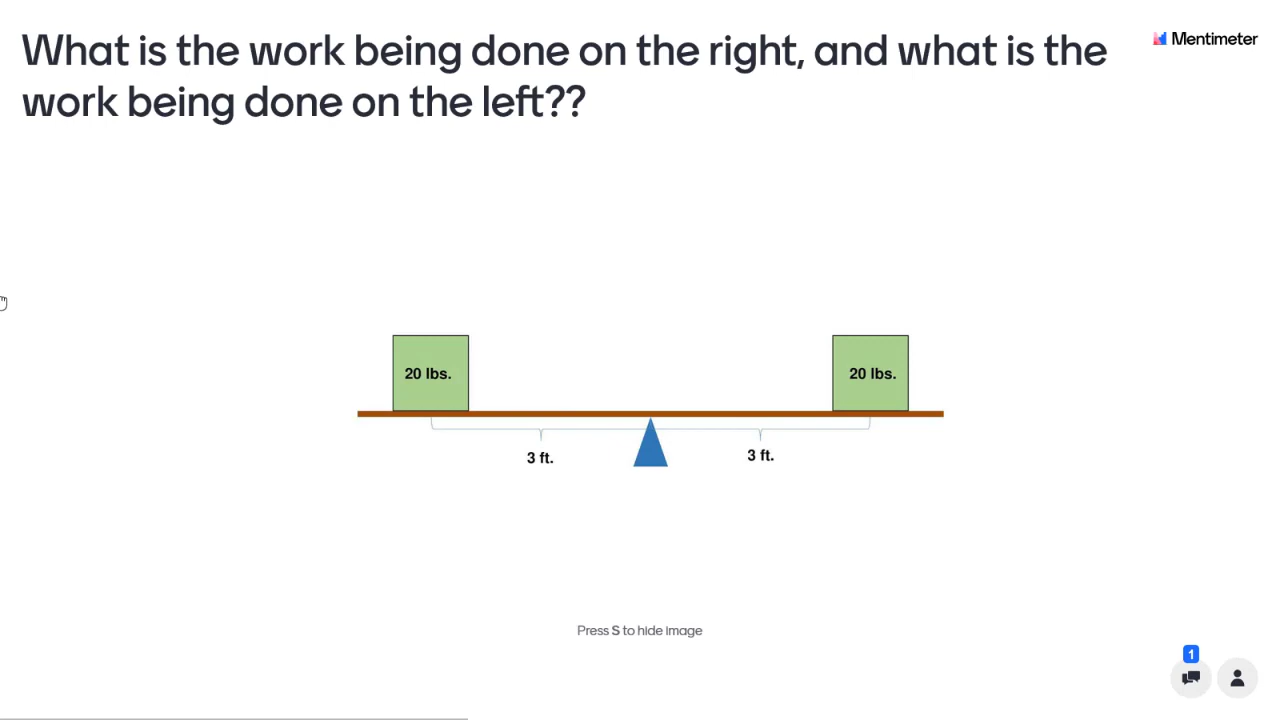 What is the work being done on the right, and what is the
work being done on the left??
Mentimeter
20 lbs.
20 lbs.
3 ft.
3 ft.
Press S to hide image
1